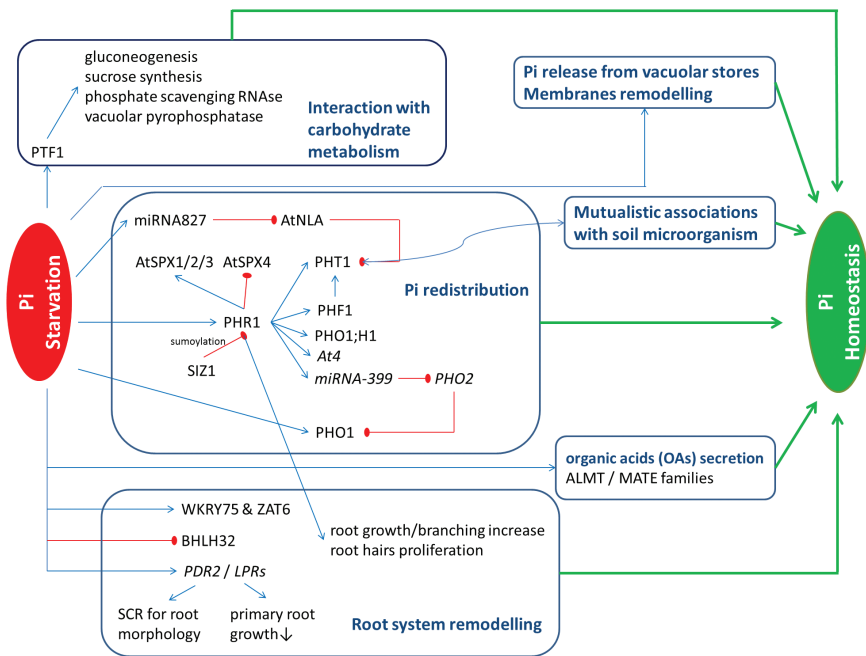 gluconeogenesis
sucrose synthesis
phosphate scavenging RNAse
vacuolar pyrophosphatase
PTF1
Interaction with
carbohydrate
metabolism
Pi release from vacuolar stores
Membranes remodelling
Pi
Starvation
miRNA827
AtNLA
AtSPX1/2/3
AtSPX4
PHT1
Mutualistic associations
with soil microorganism
Pi redistribution
PHR1
PHF1
PHO1;H1
At4
sumoylation
SIZ1
miRNA-399
PHO2
PHO1
Pi
Homeostasis
organic acids (OAs) secretion
ALMT / MATE families
WKRY75 & ZAT6
BHLH32
root growth/branching increase
root hairs proliferation
PDR2 / LPRs
SCR for root
morphology
primary root
growth↓
Root system remodelling